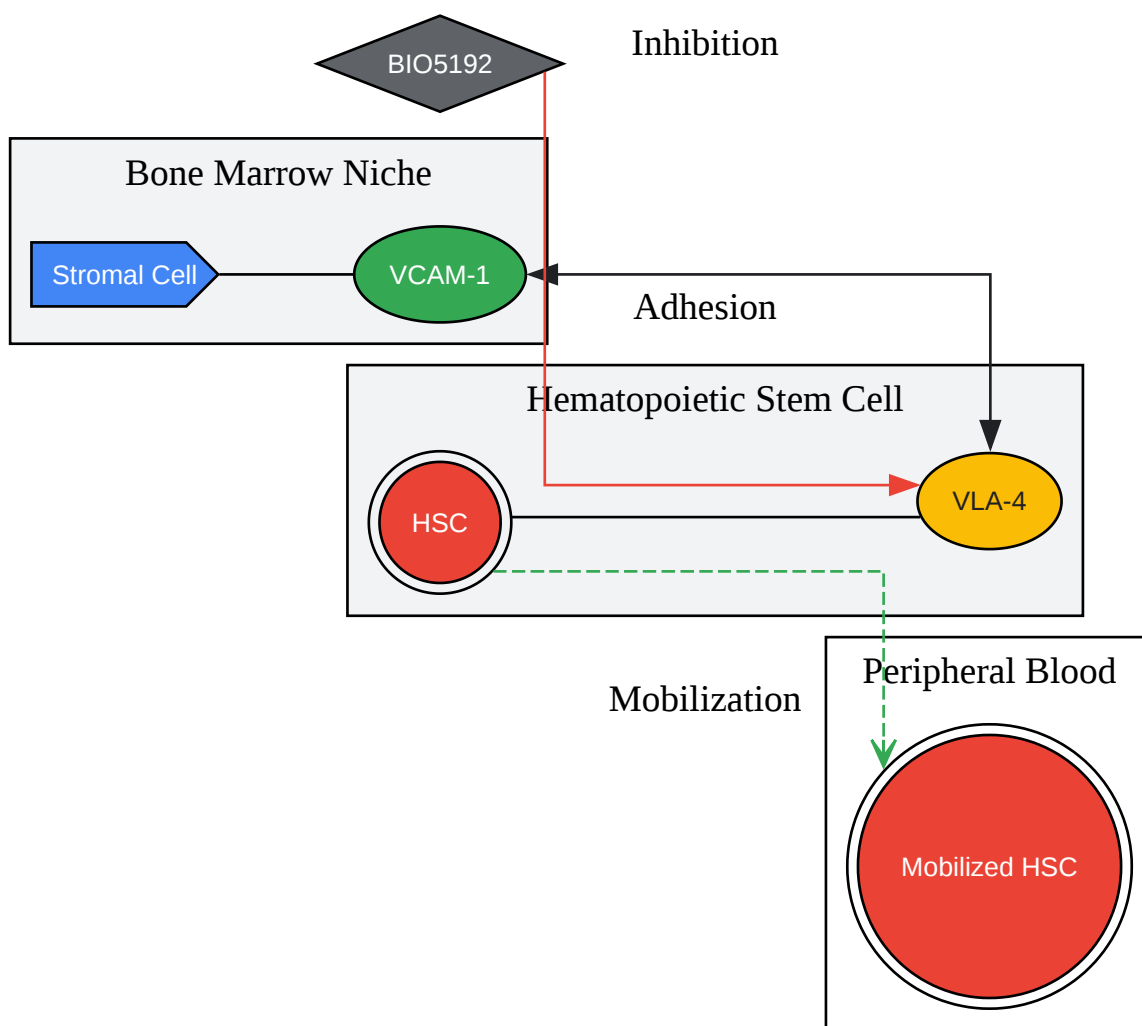 BIO5192
Inhibition
Bone Marrow Niche
Stromal Cell
VCAM-1
Adhesion
Hematopoietic Stem Cell
HSC
VLA-4
Mobilization
Peripheral Blood
Mobilized HSC